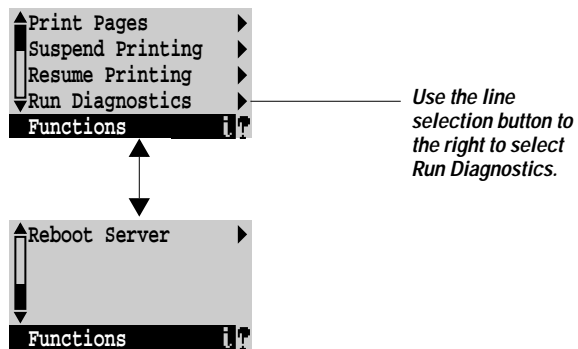 Print Pages
Suspend Printing
Resume Printing
Run Diagnostics
Functions i ?
Use the line
selection button to
the right to select
Run Diagnostics.
Reboot Server
Functions i ?